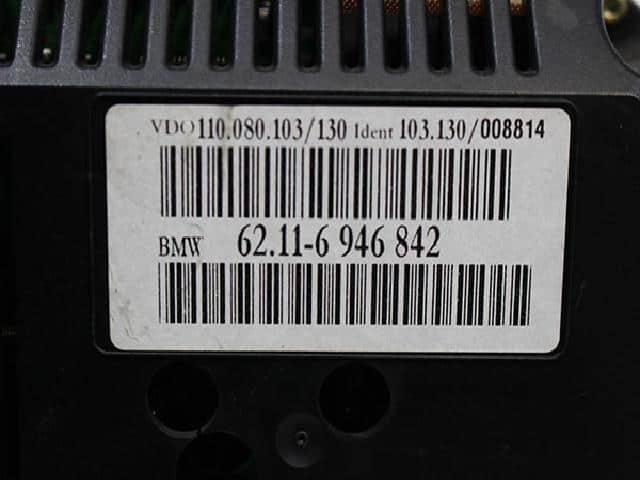 VDO 110.080.103/130 Ident 103.130/008814
BMW 62.11-6 946 842